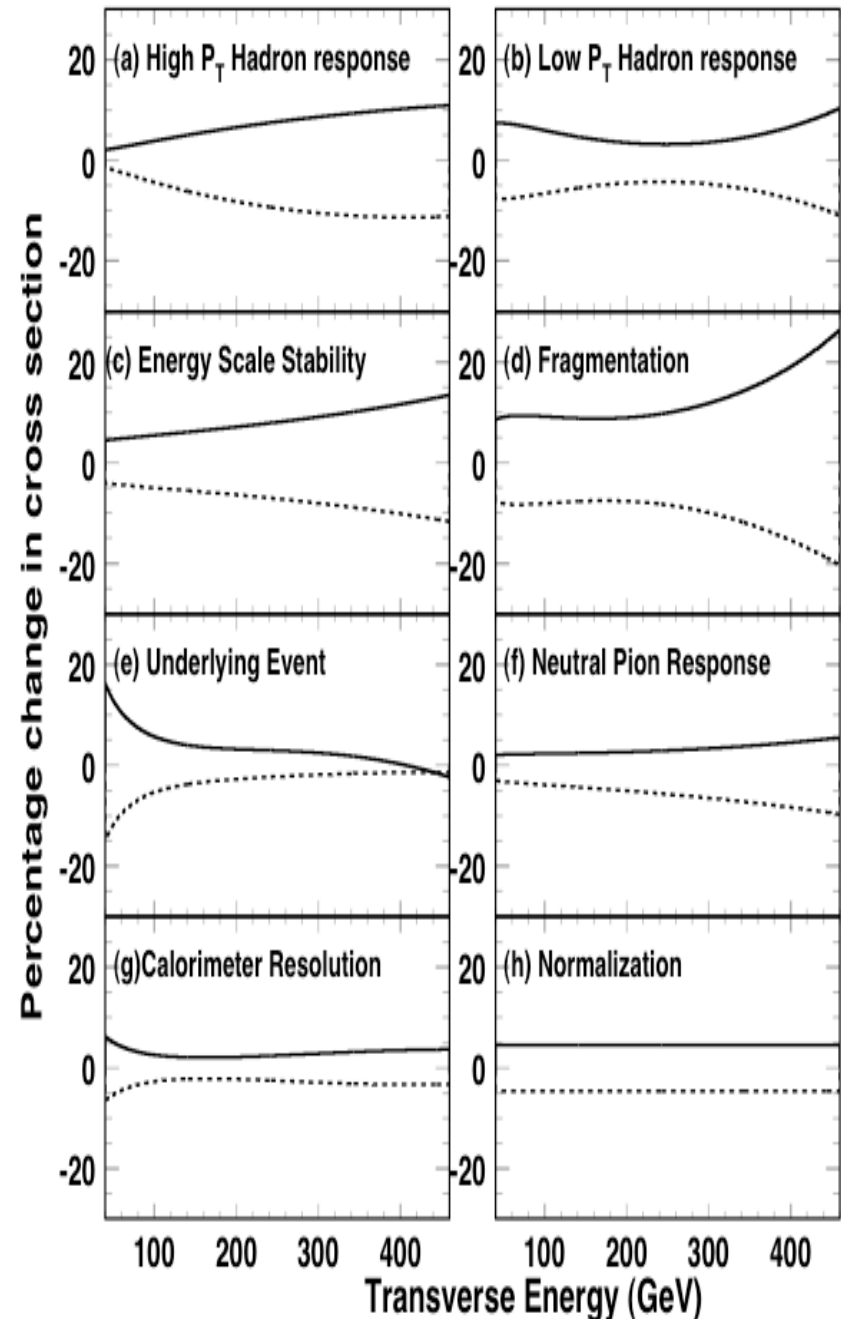 Percentage change in cross section
(a) High P_T Hadron response
20
0
-20
(b) Low P_T Hadron response
20
0
-20
(c) Energy Scale Stability
20
0
-20
(d) Fragmentation
20
0
-20
(e) Underlying Event
20
0
-20
(f) Neutral Pion Response
20
0
-20
(g)Calorimeter Resolution
20
0
-20
(h) Normalization
20
0
-20
100 200 300 400
100 200 300 400
Transverse Energy (GeV)